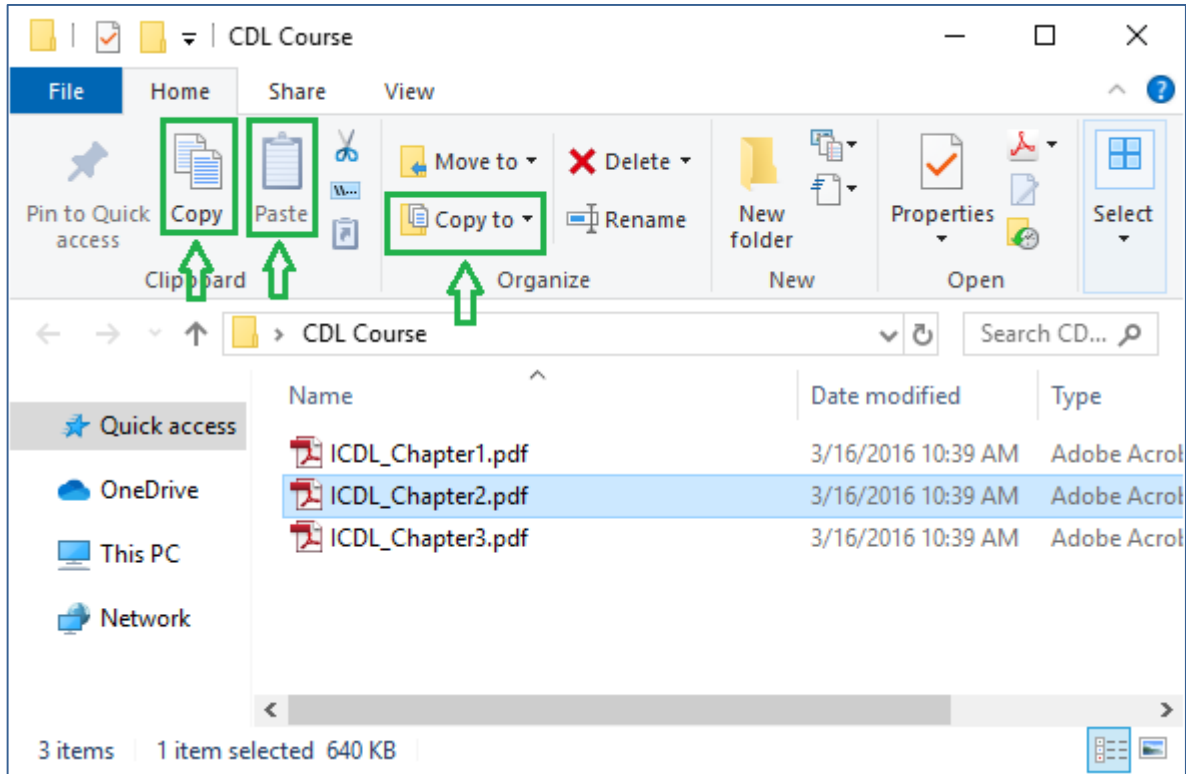 CDL Course
File Home Share View
Pin to Quick access
Copy
Paste
W...
Move to
Copy to
Delete
Rename
New folder
Properties
Select
Clipboard Organize New Open
CDL Course
Search CD...
Name Date modified Type
Quick access
OneDrive
This PC
Network
ICDL_Chapter1.pdf 3/16/2016 10:39 AM Adobe Acrob
ICDL_Chapter2.pdf 3/16/2016 10:39 AM Adobe Acrob
ICDL_Chapter3.pdf 3/16/2016 10:39 AM Adobe Acrob
3 items 1 item selected 640 KB